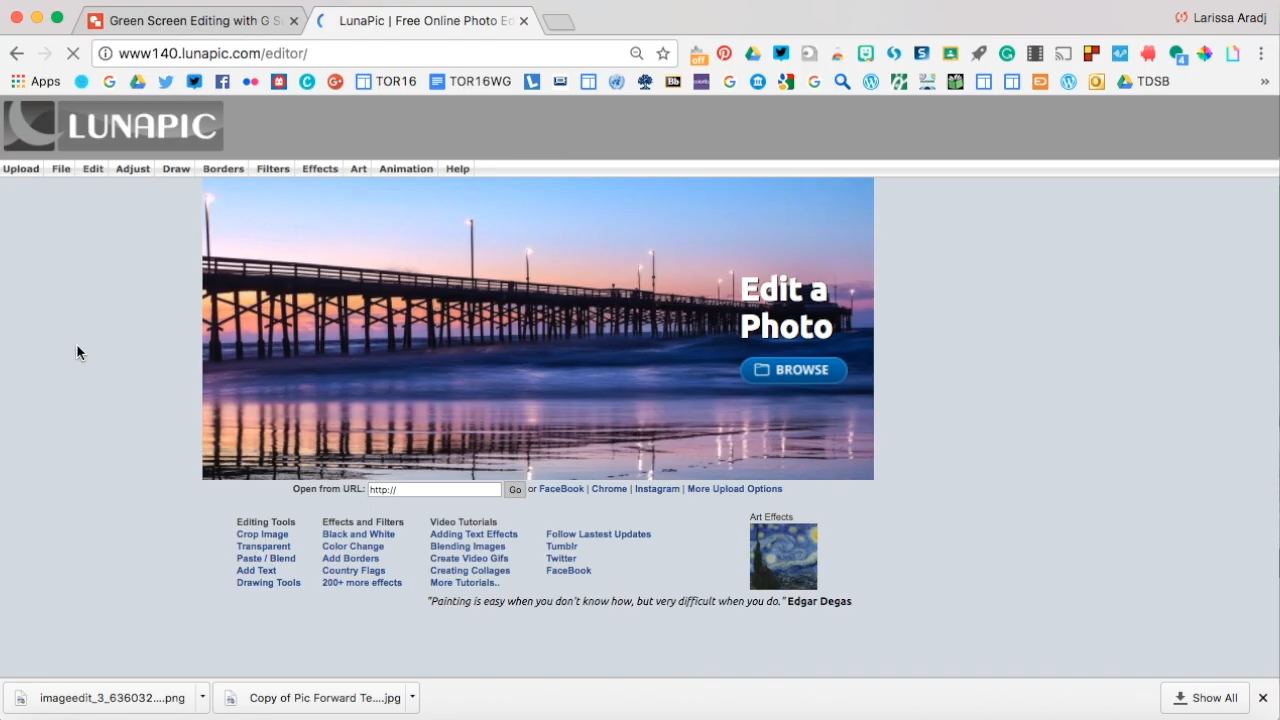 Green Screen Editing with G S
LunaPic | Free Online Photo Ed
Larissa Aradj
www140.lunapic.com/editor/
off
4
Apps
TOR16
TOR16WG
Bb
TDSB
LUNAPIC
Upload File Edit Adjust Draw Borders Filters Effects Art Animation Help
Edit a
Photo
BROWSE
Open from URL: http:// Go or FaceBook | Chrome | Instagram | More Upload Options
Editing Tools
Crop Image
Transparent
Paste / Blend
Add Text
Drawing Tools
Effects and Filters
Black and White
Color Change
Add Borders
Country Flags
200+ more effects
Video Tutorials
Adding Text Effects
Blending Images
Create Video Gifs
Creating Collages
More Tutorials..
Follow Lastest Updates
Tumblr
Twitter
FaceBook
Art Effects
"Painting is easy when you don't know how, but very difficult when you do." Edgar Degas
imageedit_3_636032....png
Copy of Pic Forward Te....jpg
Show All